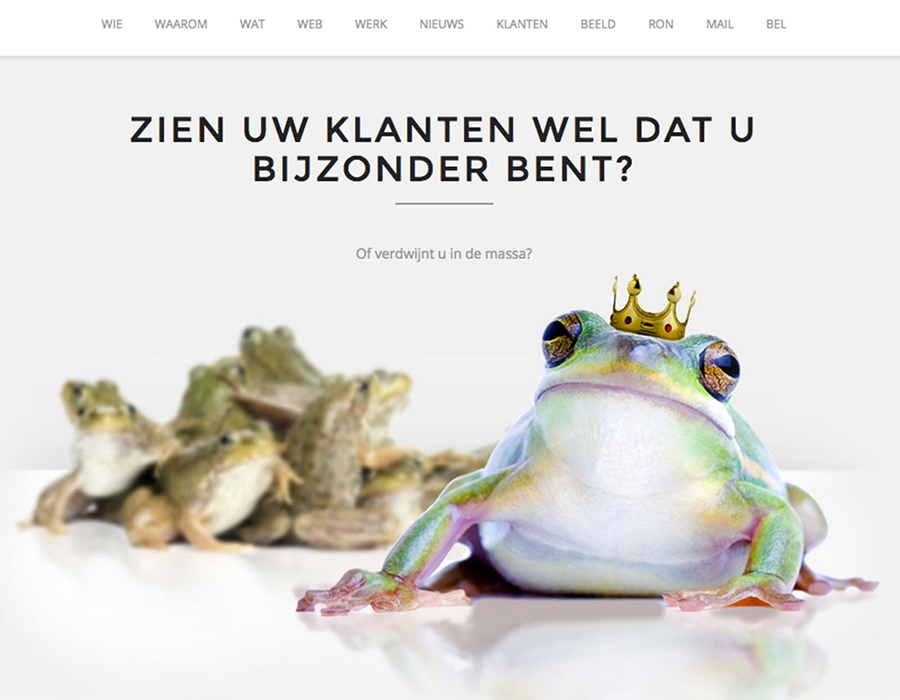 WIE WAAROM WAT WEB WERK NIEUWS KLANTEN BEELD RON MAIL BEL
ZIEN UW KLANTEN WEL DAT U
BIJZONDER BENT?
Of verdwijnt u in de massa?